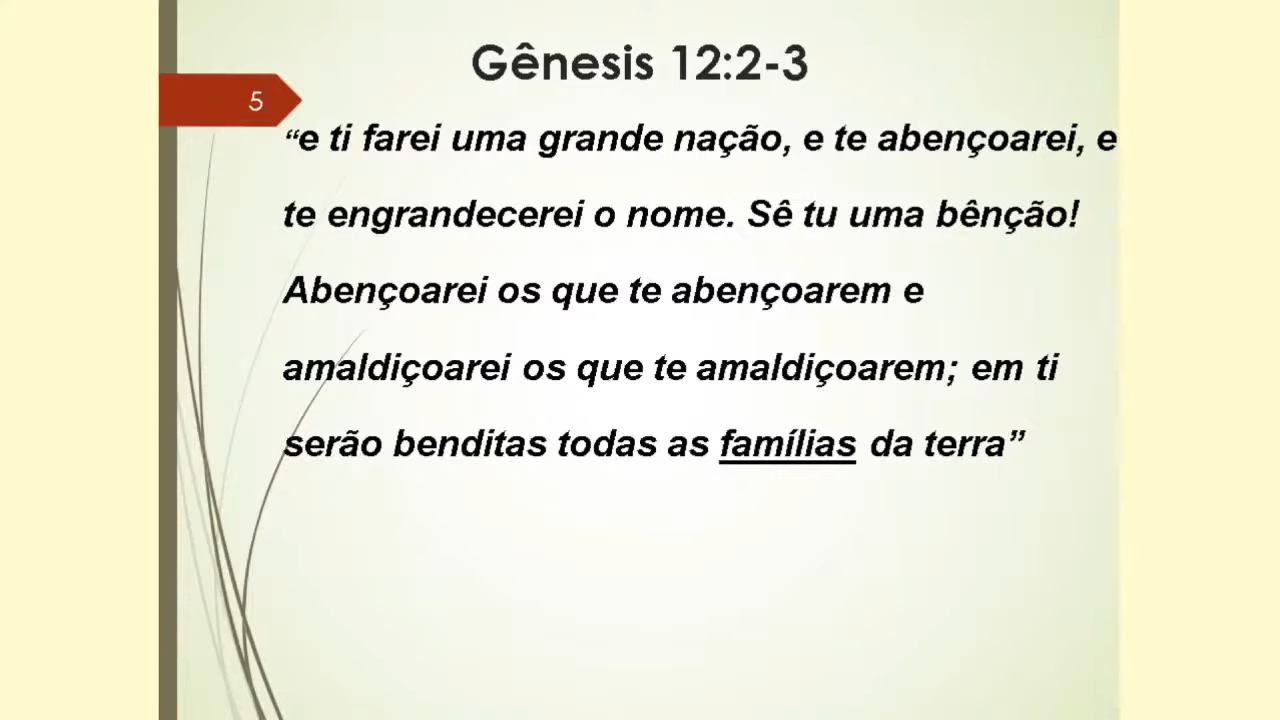 Gênesis 12:2-3
5
“e ti farei uma grande nação, e te abençoarei, e
te engrandecerei o nome. Sê tu uma bênção!
Abençoarei os que te abençoarem e
amaldiçoarei os que te amaldiçoarem; em ti
serão benditas todas as famílias da terra”